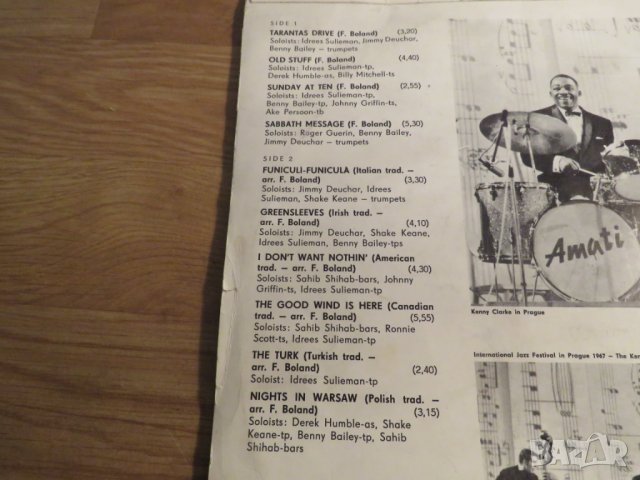 SIDE 1
TARANTAS DRIVE (F. Boland) (3,20)
Soloists: Idrees Sulieman, Jimmy Deuchar,
Benny Bailey – trumpets
OLD STUFF (F. Boland) (4,40)
Soloists: Idrees Sulieman-tp,
Derek Humble-as, Billy Mitchell-ts
SUNDAY AT TEN (F. Boland) (2,55)
Soloists: Idrees Sulieman-tp,
Benny Bailey-tp, Johnny Griffin-ts,
Ake Persoon-tb
SABBATH MESSAGE (F. Boland) (5,30)
Soloists: Roger Guerin, Benny Bailey,
Jimmy Deuchar – trumpets
SIDE 2
FUNICULI-FUNICULA (Italian trad. –
arr. F. Boland) (3,30)
Soloists: Jimmy Deuchar, Idrees
Sulieman, Shake Keane – trumpets
GREENSLEEVES (Irish trad. –
arr. F. Boland) (4,10)
Soloists: Jimmy Deuchar, Shake Keane,
Idrees Sulieman, Benny Bailey-tps
I DON'T WANT NOTHIN' (American
trad. – arr. F. Boland) (4,30)
Soloists: Sahib Shihab-bars, Johnny
Griffin-ts, Idrees Sulieman-tp
THE GOOD WIND IS HERE (Canadian
trad. – arr. F. Boland) (5,55)
Soloists: Sahib Shihab-bars, Ronnie
Scott-ts, Idrees Sulieman-tp
THE TURK (Turkish trad. –
arr. F. Boland) (2,40)
Soloist: Idrees Sulieman-tp
NIGHTS IN WARSAW (Polish trad. –
arr. F. Boland) (3,15)
Soloists: Derek Humble-as, Shake
Keane-tp, Benny Bailey-tp, Sahib
Shihab-bars
Amati
Kenny Clarke in Prague
International Jazz Festival in Prague 1967 – The Ken
BAZAR.bg